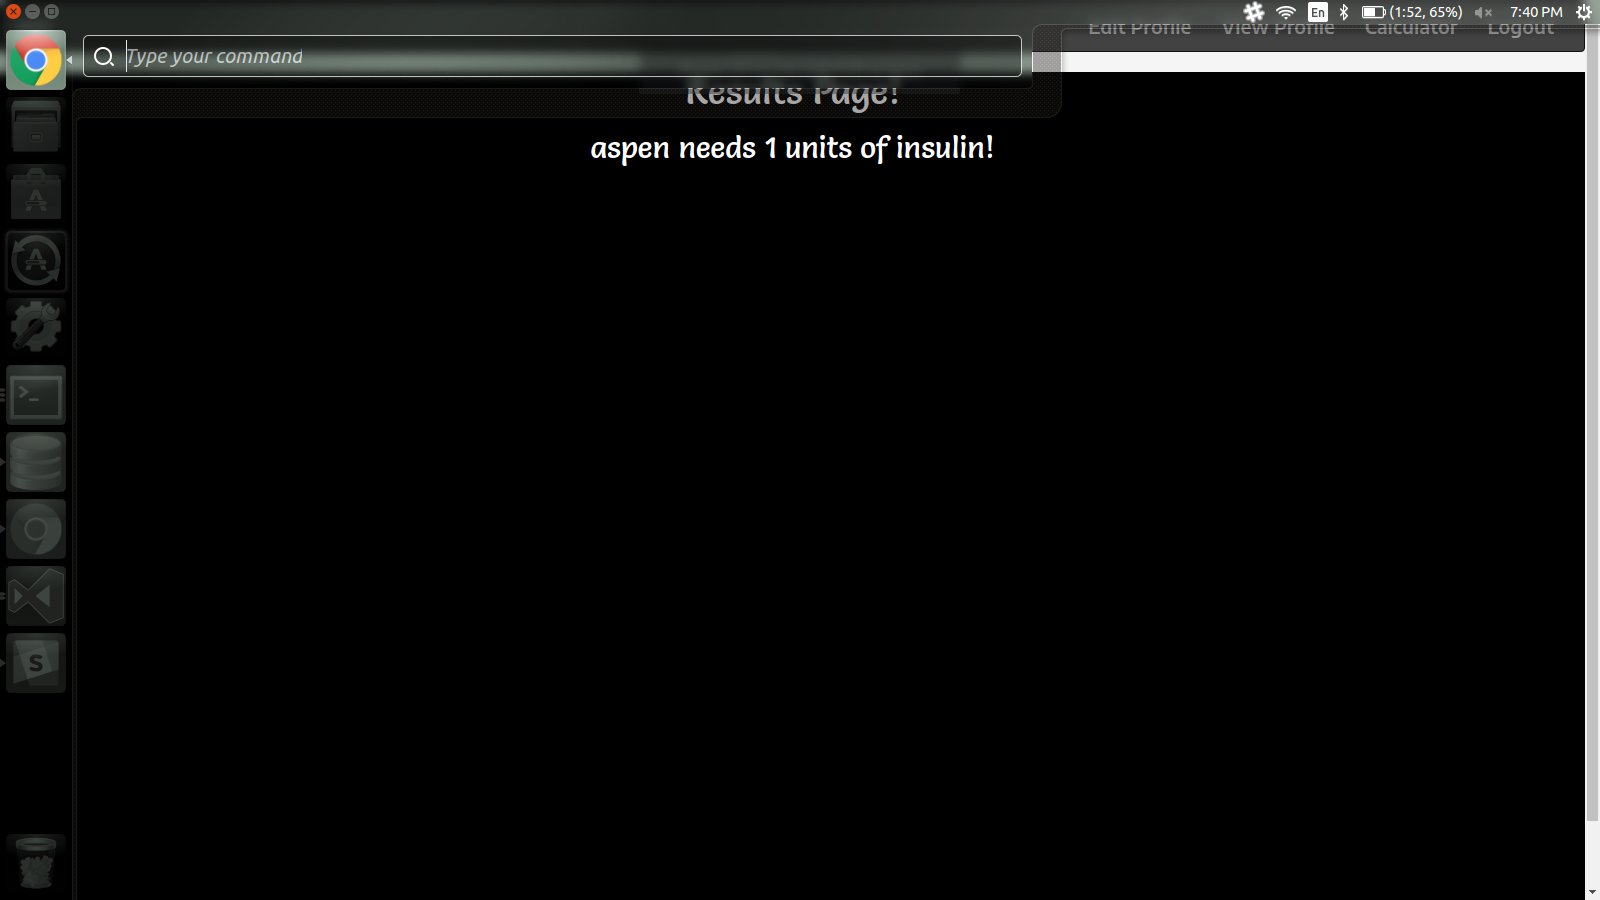 En
(1:52, 65%)
7:40 PM
Edit Profile
View Profile
Calculator
Logout
Type your command
Results Page!
aspen needs 1 units of insulin!
A
A
>_
S